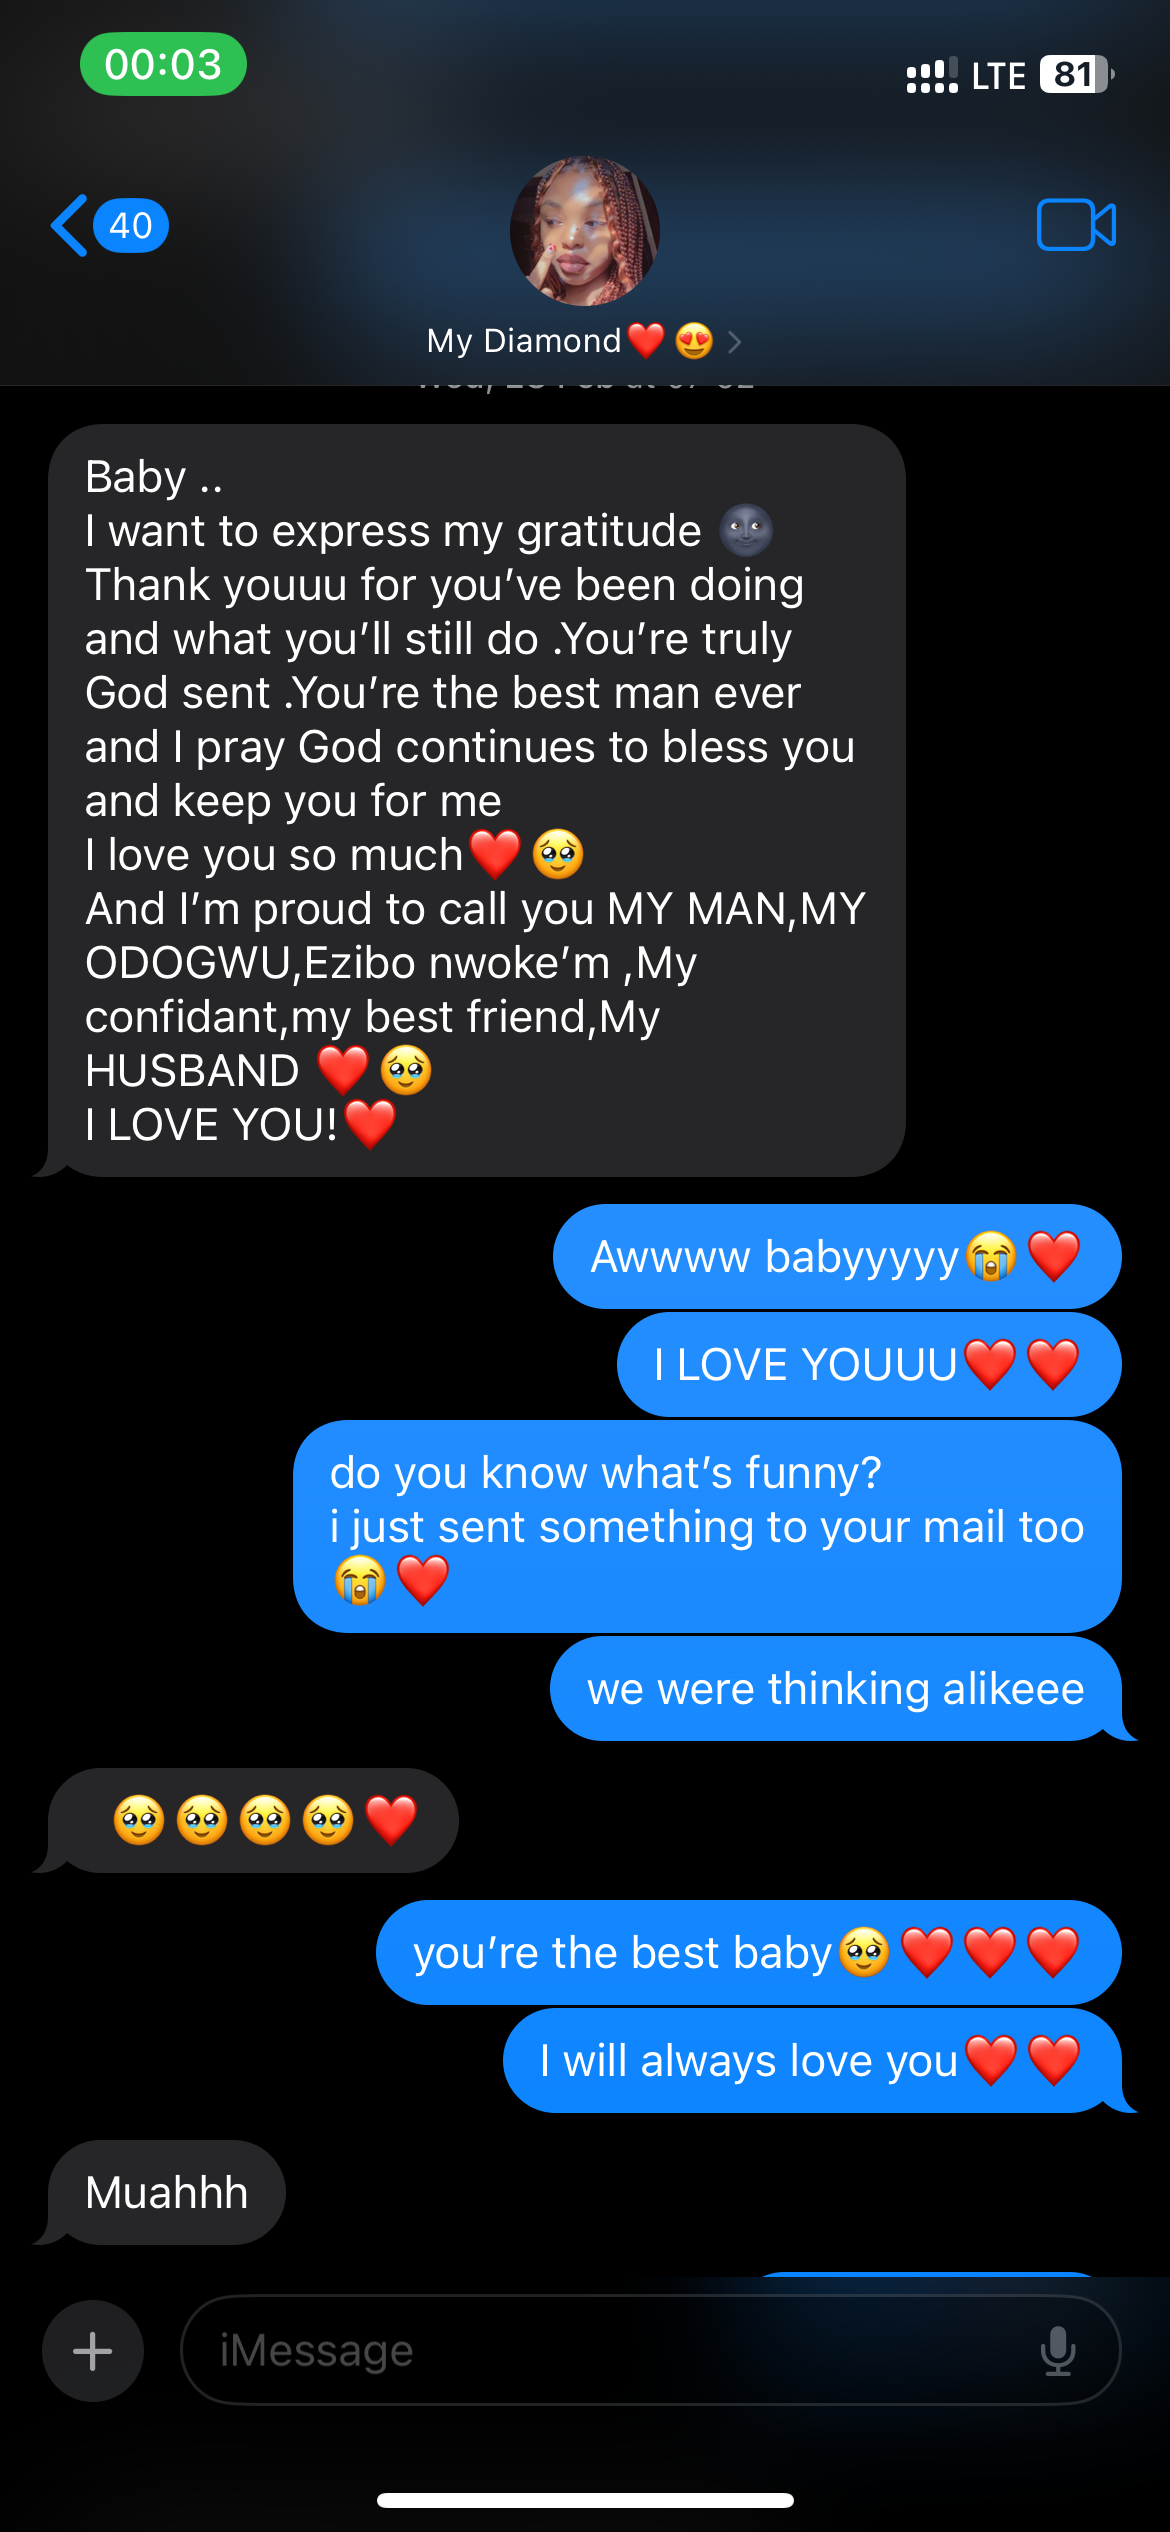 00:03
LTE 81
40
My Diamond❤️😍
Baby ..
I want to express my gratitude 🌚
Thank youuu for you’ve been doing
and what you’ll still do .You’re truly
God sent .You’re the best man ever
and I pray God continues to bless you
and keep you for me
I love you so much❤️🥹
And I’m proud to call you MY MAN,MY
ODOGWU,Ezibo nwoke’m ,My
confidant,my best friend,My
HUSBAND ❤️🥹
I LOVE YOU!❤️
Awwww babyyyyy😭❤️
I LOVE YOUUU❤️❤️
do you know what’s funny?
i just sent something to your mail too
😭❤️
we were thinking alikeee
🥹🥹🥹🥹❤️
you’re the best baby🥹❤️❤️❤️
I will always love you❤️❤️
Muahhh
iMessage